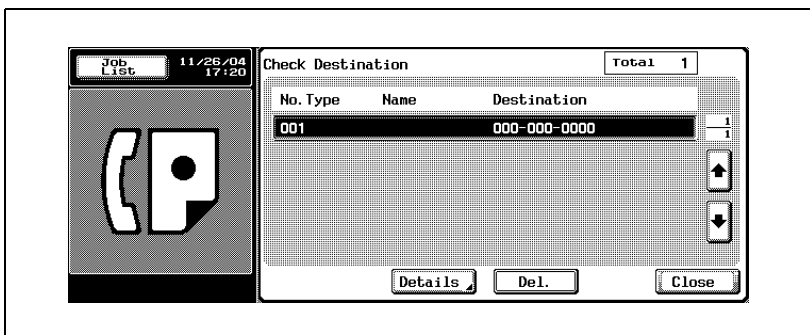 Job List
11/26/04
17:20
Check Destination
Total 1
No. Type Name Destination
001 000-000-0000
1
1
Details
Del.
Close